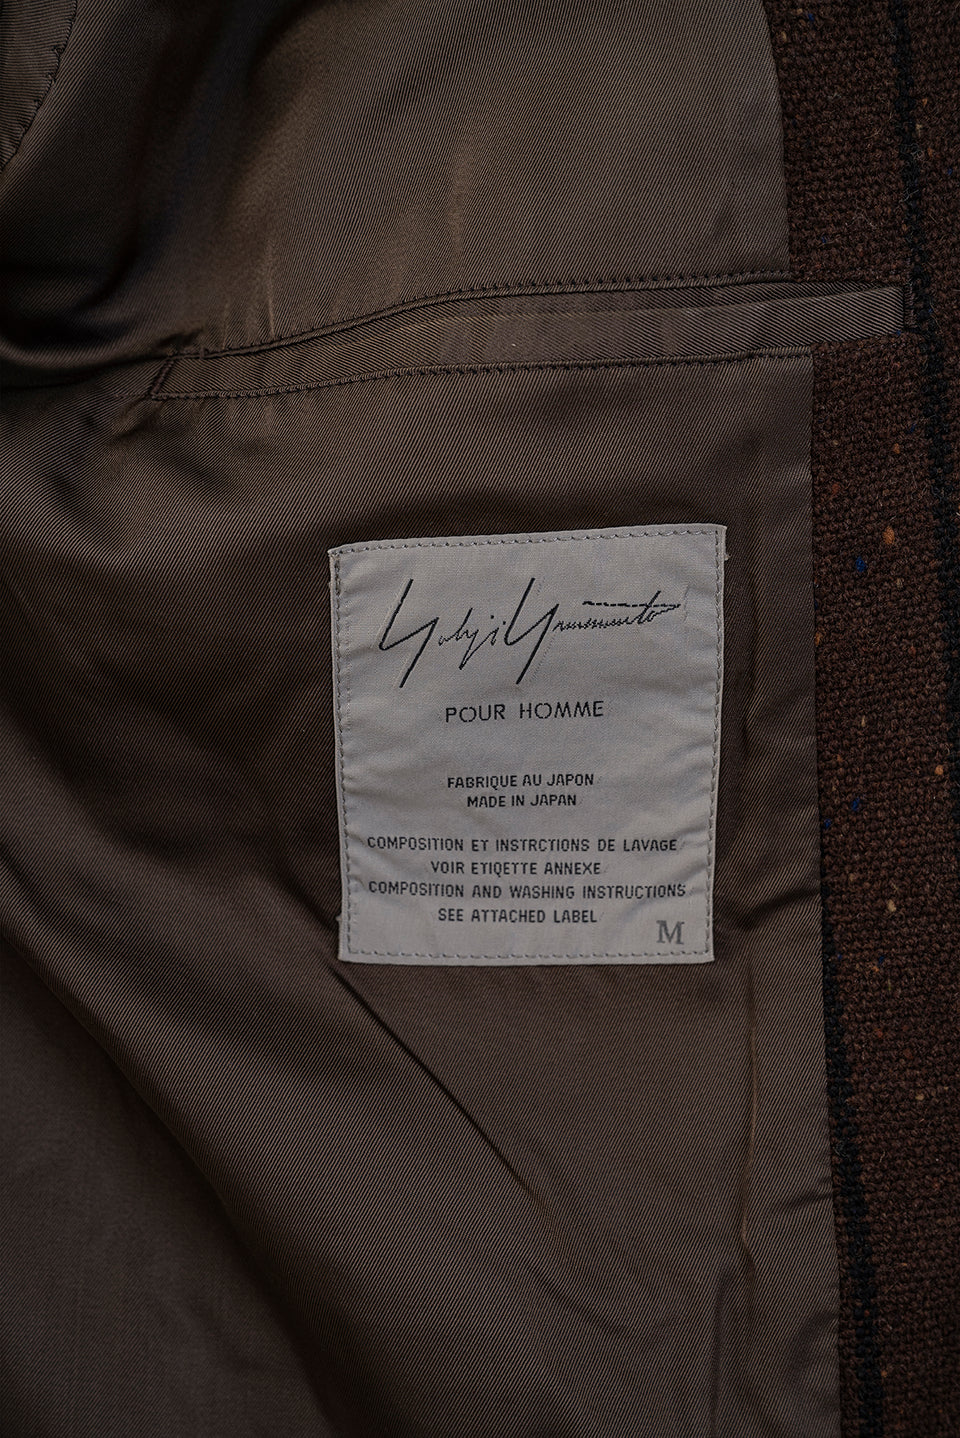 Yohji Yamamoto
POUR HOMME
FABRIQUE AU JAPON
MADE IN JAPAN
COMPOSITION ET INSTRCTIONS DE LAVAGE
VOIR ETIQETTE ANNEXE
COMPOSITION AND WASHING INSTRUCTIONS
SEE ATTACHED LABEL
M